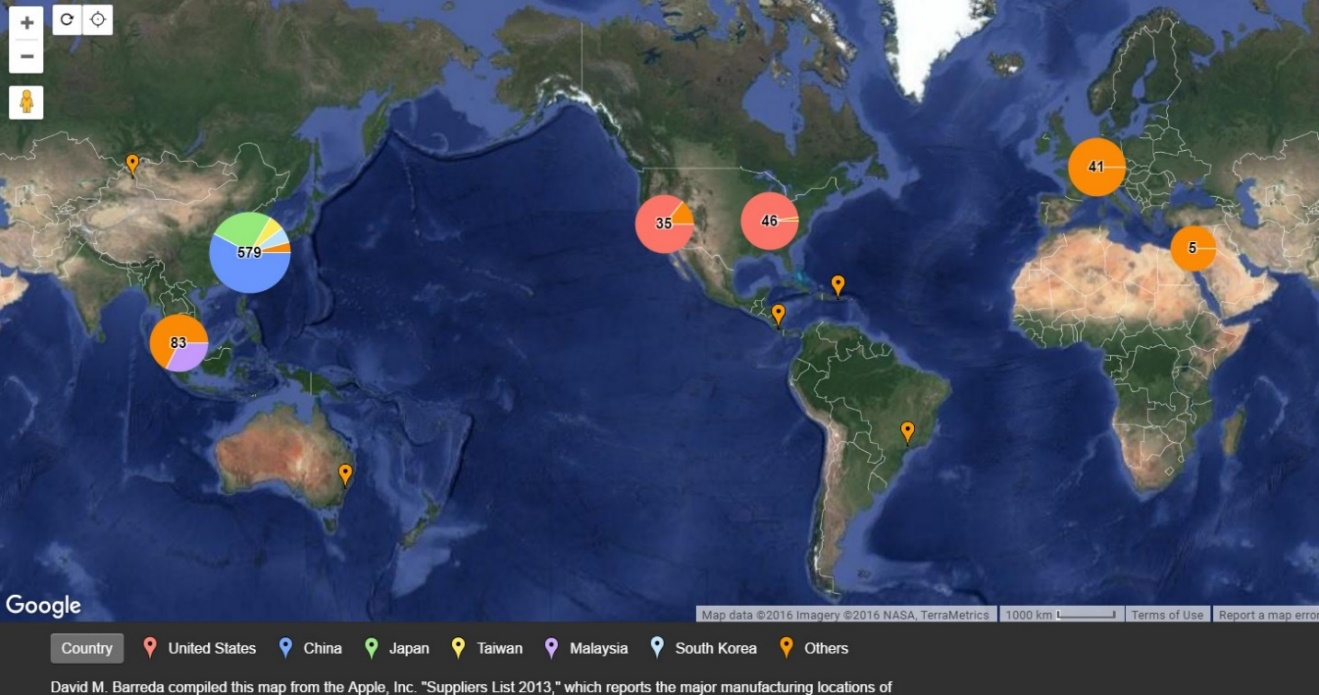 35
46
41
5
579
83
Google
Map data ©2016 Imagery ©2016 NASA, TerraMetrics
1000 km
Terms of Use
Report a map error
Country
United States
China
Japan
Taiwan
Malaysia
South Korea
Others
David M. Barreda compiled this map from the Apple, Inc. "Suppliers List 2013," which reports the major manufacturing locations of